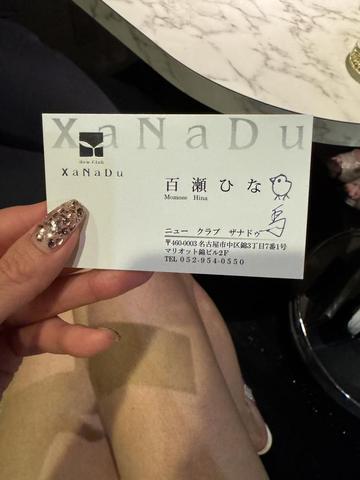 XaNaDu
New Club
XaNaDu
百瀬ひな
Momose Hina
ニュー クラブ ザナドゥ
〒460-0003 名古屋市中区錦3丁目7番1号
マリオット錦ビル2F
TEL 052-954-0550